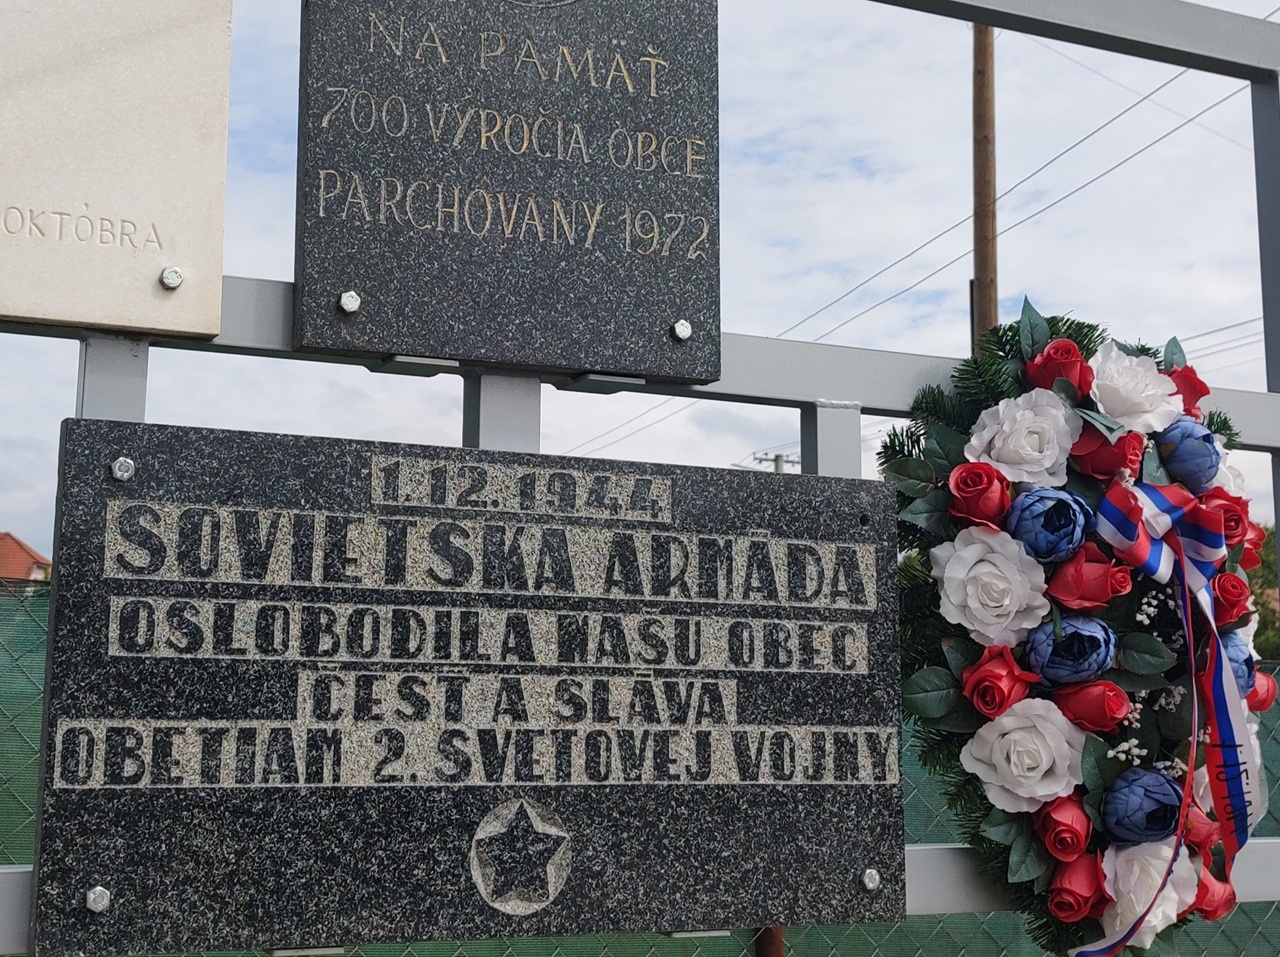 OKTÓBRA
NA PAMÄŤ
700 VÝROČIA OBCE
PARCHOVANY 1972
1.12.1944
SOVIETSKA ARMÁDA
OSLOBODILA NAŠU OBEC
ČESŤ A SLÁVA
OBETIAM 2. SVETOVEJ VOJNY